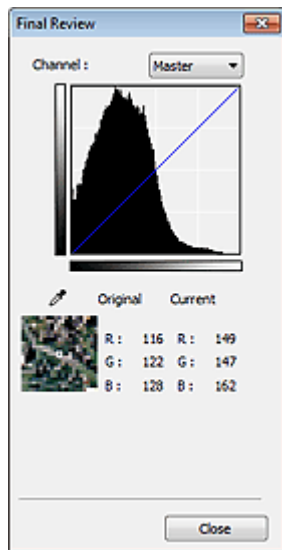 Final Review
Channel : Master
Original Current
R : 116 R : 149
G : 122 G : 147
B : 128 B : 162
Close